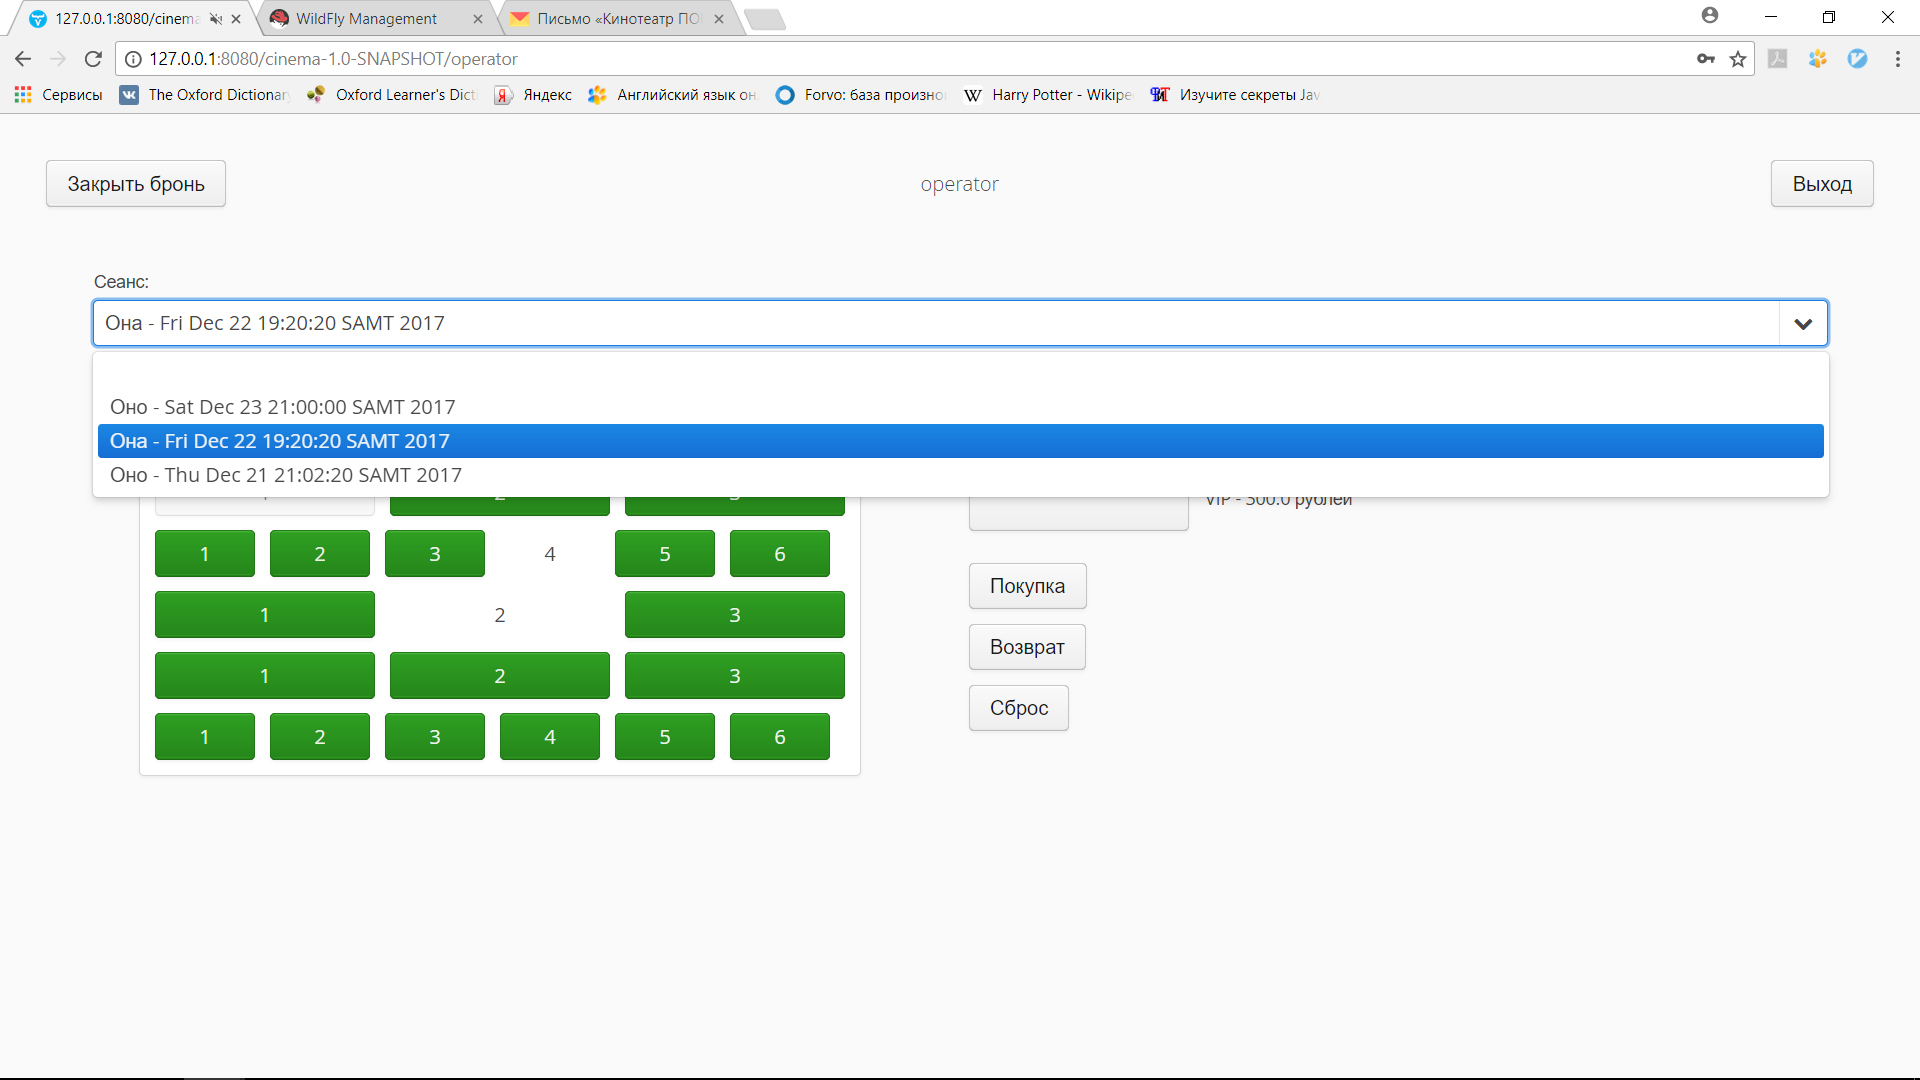 127.0.0.1:8080/cinema
WildFly Management
Письмо «Кинотеатр ПО
127.0.0.1:8080/cinema-1.0-SNAPSHOT/operator
Сервисы
The Oxford Dictionar
Oxford Learner's Dict
Яндекс
Английский язык он
Forvo: база произно
Harry Potter - Wikipe
Изучите секреты Jav
Закрыть бронь
operator
Выход
Сеанс:
Она - Fri Dec 22 19:20:20 SAMT 2017
Оно - Sat Dec 23 21:00:00 SAMT 2017
Она - Fri Dec 22 19:20:20 SAMT 2017
Оно - Thu Dec 21 21:02:20 SAMT 2017
VIP - 300.0 рублей
1 2 3 4 5 6
1 2 3
1 2 3
1 2 3 4 5 6
Покупка
Возврат
Сброс